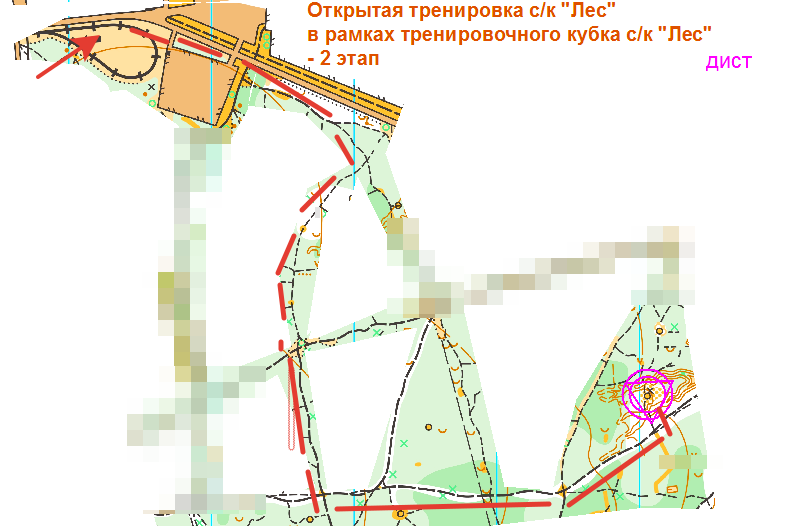 Открытая тренировка с/к "Лес"
в рамках тренировочного кубка с/к "Лес"
- 2 этап
дист